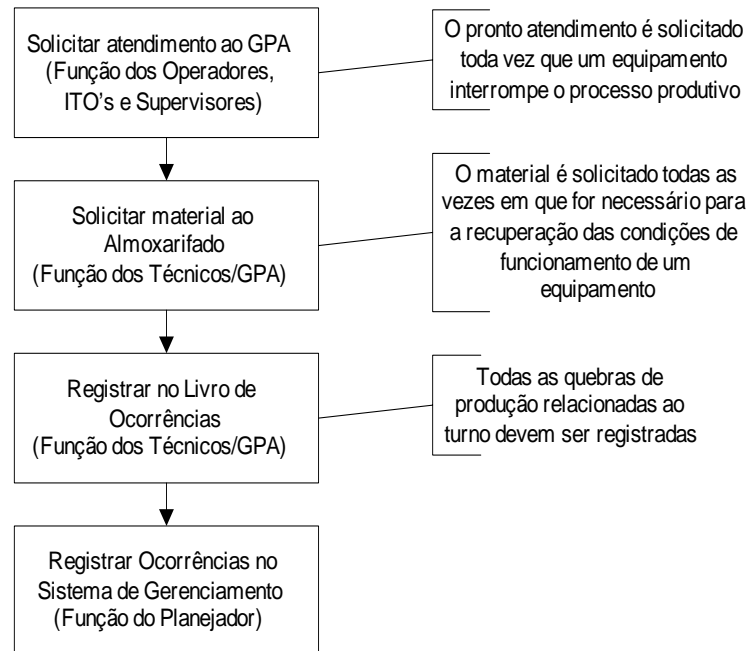 Solicitar atendimento ao GPA
(Função dos Operadores,
ITO's e Supervisores)
O pronto atendimento é solicitado
toda vez que um equipamento
interrompe o processo produtivo
Solicitar material ao
Almoxarifado
(Função dos Técnicos/GPA)
O material é solicitado todas as
vezes em que for necessário para
a recuperação das condições de
funcionamento de um
equipamento
Registrar no Livro de
Ocorrências
(Função dos Técnicos/GPA)
Todas as quebras de
produção relacionadas ao
turno devem ser registradas
Registrar Ocorrências no
Sistema de Gerenciamento
(Função do Planejador)